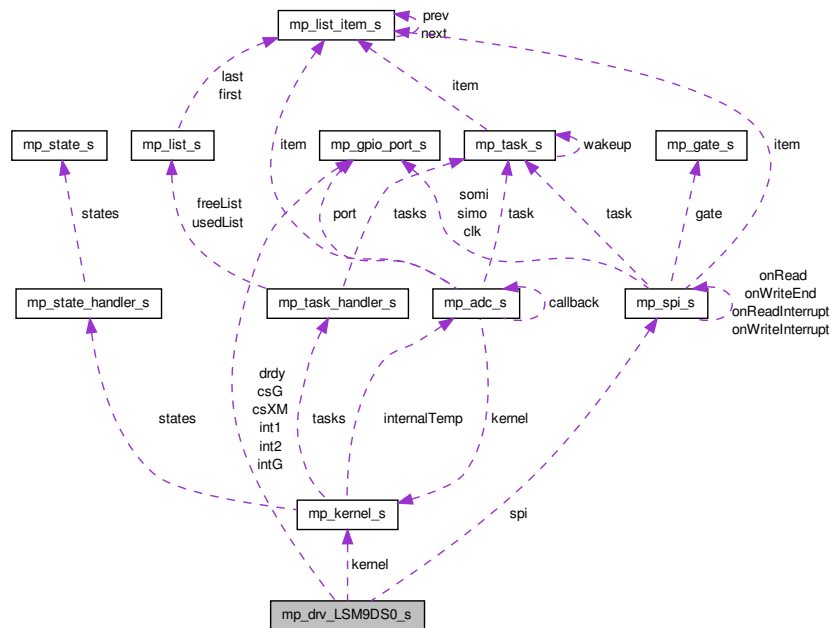 mp_list_item_s
prev
next
last
first
item
mp_state_s
mp_list_s
item
mp_gpio_port_s
mp_task_s
wakeup
mp_gate_s
item
states
freeList
usedList
port
tasks
somi
simo
clk
task
task
gate
mp_state_handler_s
mp_task_handler_s
mp_adc_s
callback
mp_spi_s
onRead
onWriteEnd
onReadInterrupt
onWriteInterrupt
states
drdy
csG
csXM
int1
int2
intG
tasks
internalTemp
kernel
mp_kernel_s
spi
kernel
mp_drv_LSM9DS0_s